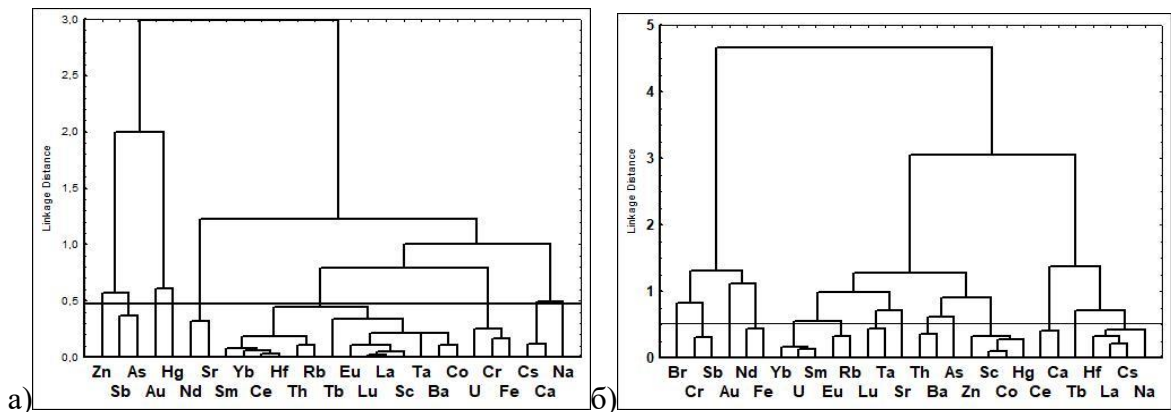 3,0
2,5
2,0
1,5
1,0
0,5
0,0
Linkage Distance
Zn As Hg Sr Yb Hf Rb Eu La Ta Co Cr Cs Na
Sb Au Nd Sm Ce Th Tb Lu Sc Ba U Fe Ca
а)
5
4
3
2
1
0
Linkage Distance
Br Sb Nd Yb Sm Rb Ta Th As Sc Hg Ca Hf Cs
Cr Au Fe U Eu Lu Sr Ba Zn Co Ce Tb La Na
б)